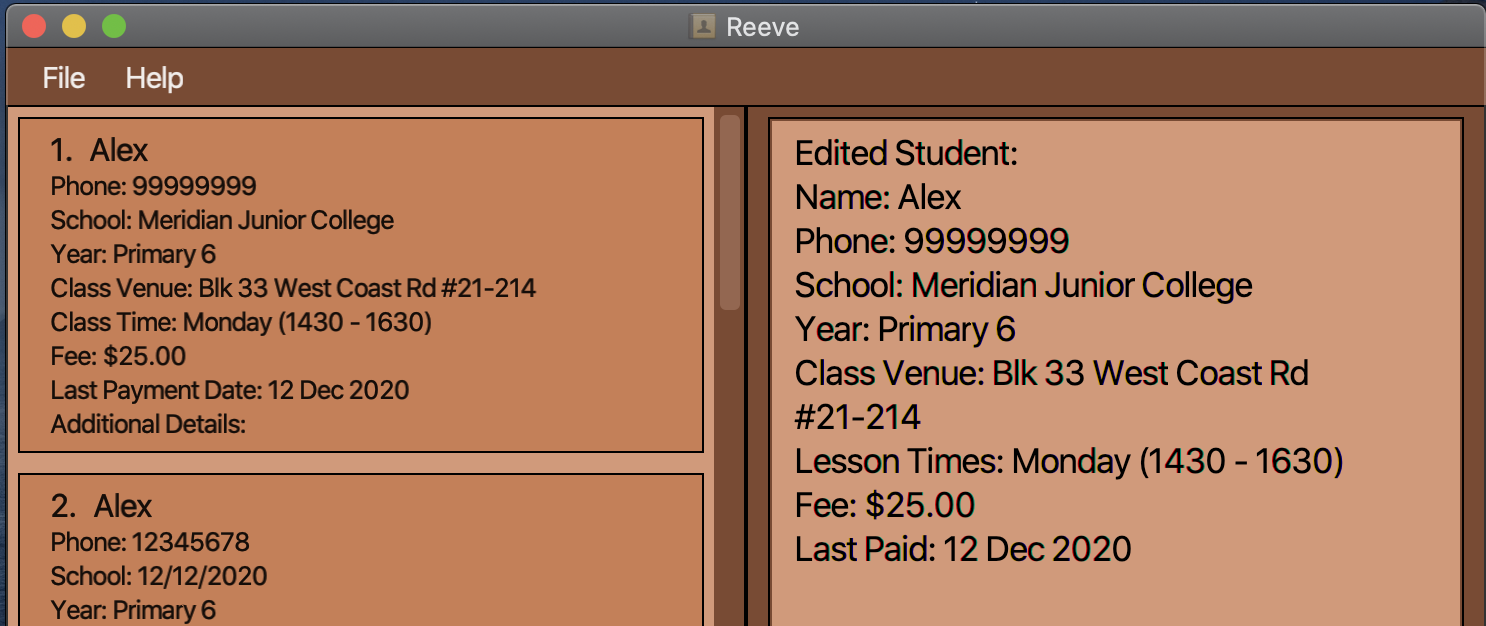 Reeve
File Help
1. Alex
Phone: 99999999
School: Meridian Junior College
Year: Primary 6
Class Venue: Blk 33 West Coast Rd #21-214
Class Time: Monday (1430 - 1630)
Fee: $25.00
Last Payment Date: 12 Dec 2020
Additional Details:
2. Alex
Phone: 12345678
School: 12/12/2020
Year: Primary 6
Edited Student:
Name: Alex
Phone: 99999999
School: Meridian Junior College
Year: Primary 6
Class Venue: Blk 33 West Coast Rd
#21-214
Lesson Times: Monday (1430 - 1630)
Fee: $25.00
Last Paid: 12 Dec 2020